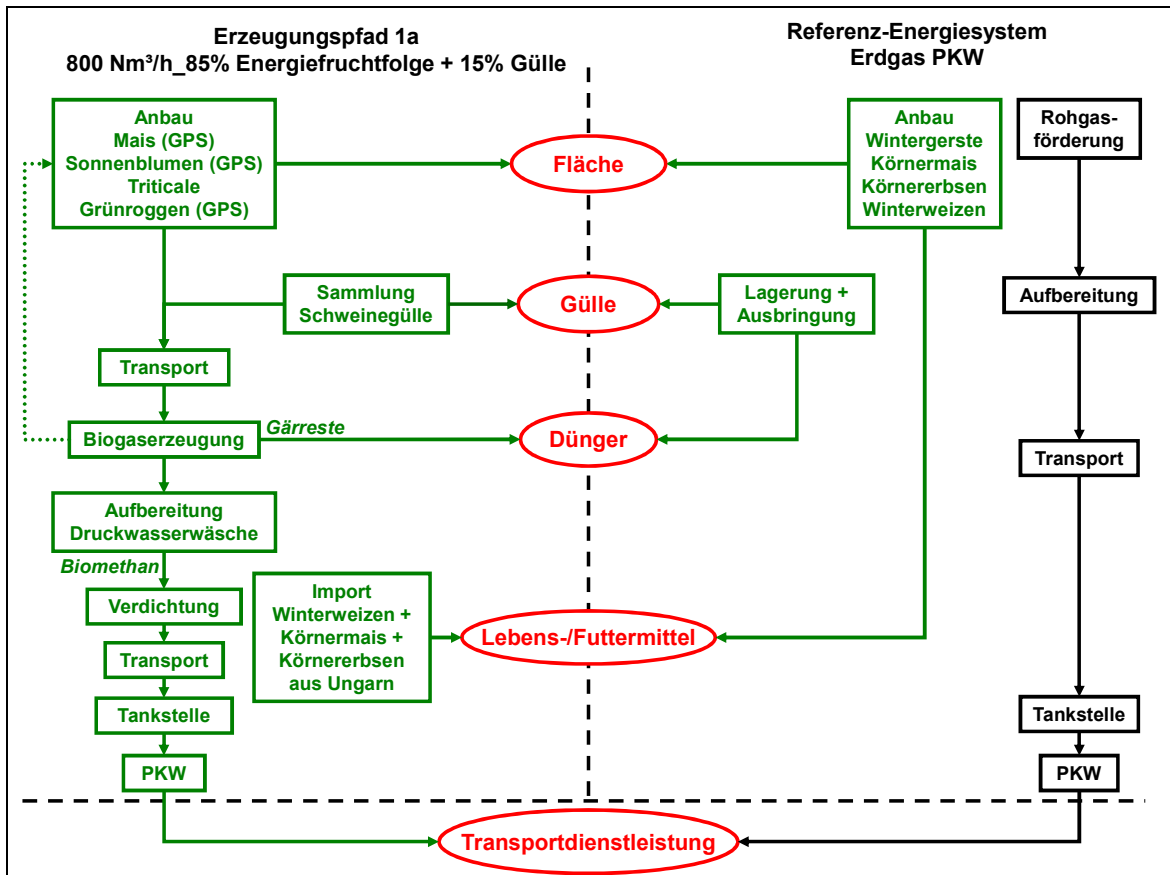 Erzeugungspfad 1a
800 Nm³/h_85% Energiefruchtfolge + 15% Gülle
Referenz-Energiesystem
Erdgas PKW
Anbau
Mais (GPS)
Sonnenblumen (GPS)
Triticale
Grünroggen (GPS)
Fläche
Anbau
Wintergerste
Körnermais
Körnererbsen
Winterweizen
Rohgas-
förderung
Sammlung
Schweinegülle
Gülle
Lagerung +
Ausbringung
Aufbereitung
Transport
Biogaserzeugung
Gärreste
Dünger
Transport
Aufbereitung
Druckwasserwäsche
Biomethan
Verdichtung
Transport
Tankstelle
PKW
Import
Winterweizen +
Körnermais +
Körnererbsen
aus Ungarn
Lebens-/Futtermittel
Tankstelle
PKW
Transportdienstleistung